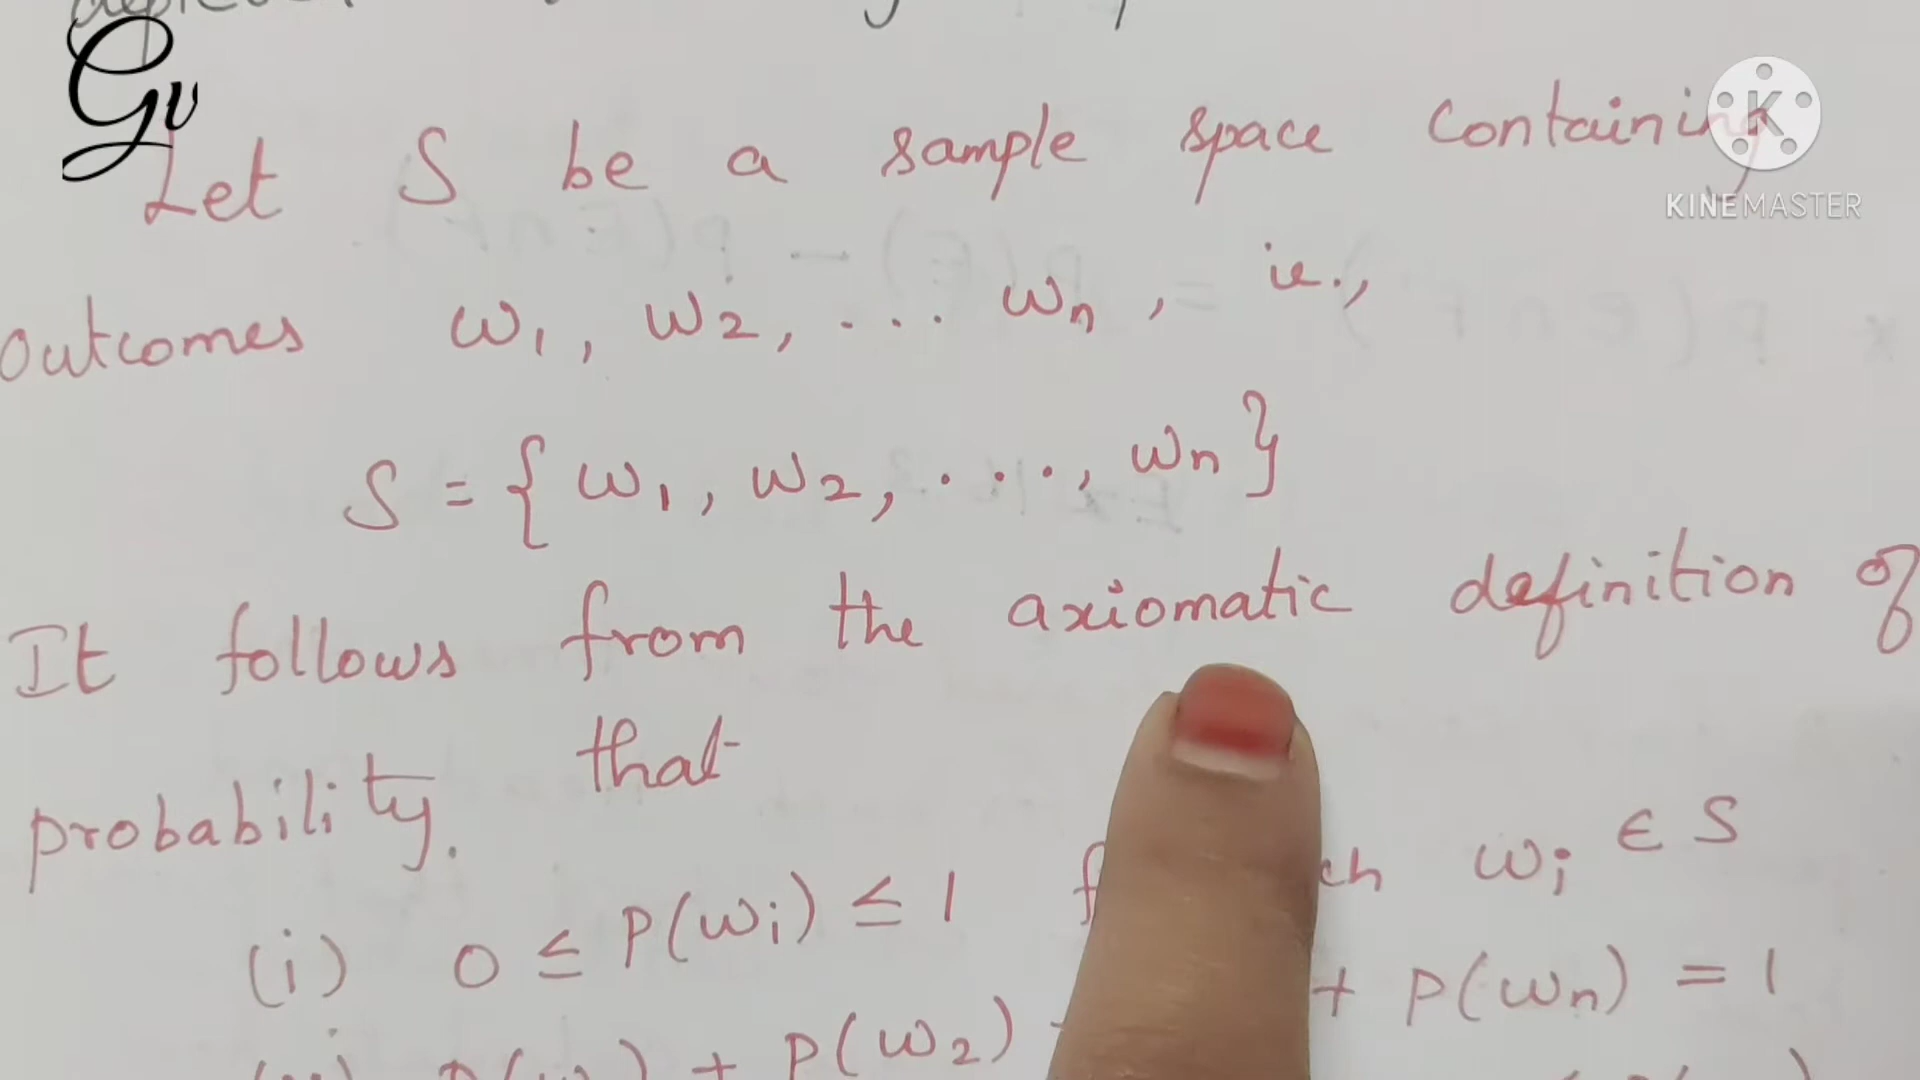 Gv
Let S be a sample space containing
KINEMASTER
outcomes ω1, ω2, ... ωn, ie.,
S = { ω1, ω2, ...., ωn }
It follows from the axiomatic definition of
probability. that
(i) 0 ≤ P(ωi) ≤ 1 ωi ∈ S
+ P(ω2) + P(ωn) = 1